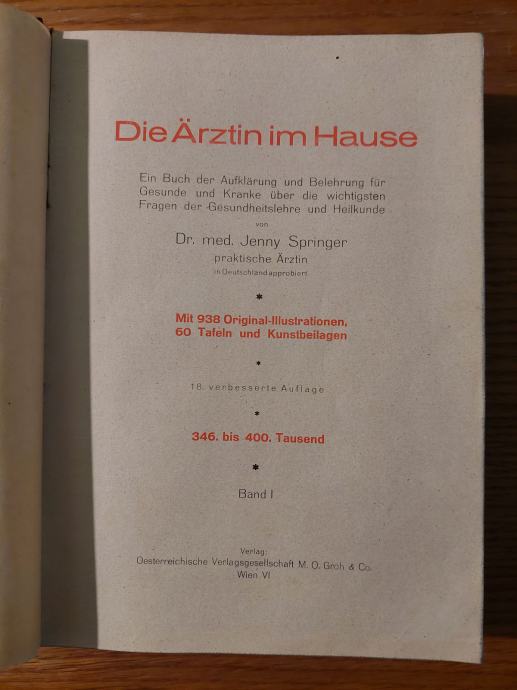 Die Ärztin im Hause
Ein Buch der Aufklärung und Belehrung für
Gesunde und Kranke über die wichtigsten
Fragen der Gesundheitslehre und Heilkunde
von
Dr. med. Jenny Springer
praktische Ärztin
in Deutschland approbiert
*
Mit 938 Original-Illustrationen,
60 Tafeln und Kunstbeilagen
*
18. verbesserte Auflage
*
346. bis 400. Tausend
*
Band I
Verlag:
Oesterreichische Verlagsgesellschaft M. O. Groh & Co.
Wien VI